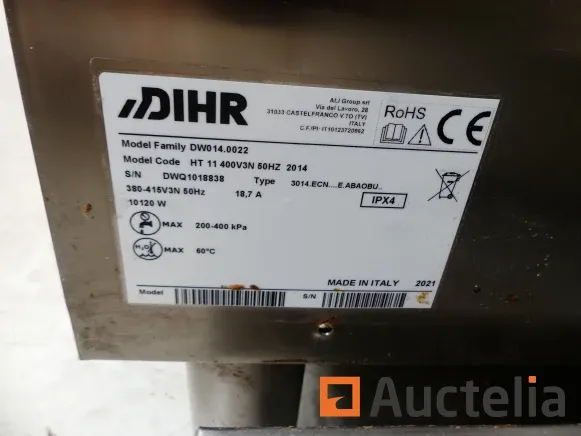 DIHR
ALI Group srl
Via del Lavoro, 28
31033 CASTELFRANCO V.TO (TV)
ITALY
C.F/PI: IT10123720962
RoHS
CE
Model Family DW014.0022
Model Code HT 11 400V3N 50HZ 2014
S/N DWQ1018838 Type 3014.ECN....E.ABAOBU..
380-415V3N 50Hz 18,7 A
10120 W
IPX4
MAX 200-400 kPa
H2O MAX 60°C
MADE IN ITALY 2021
Model S/N
Auctelia